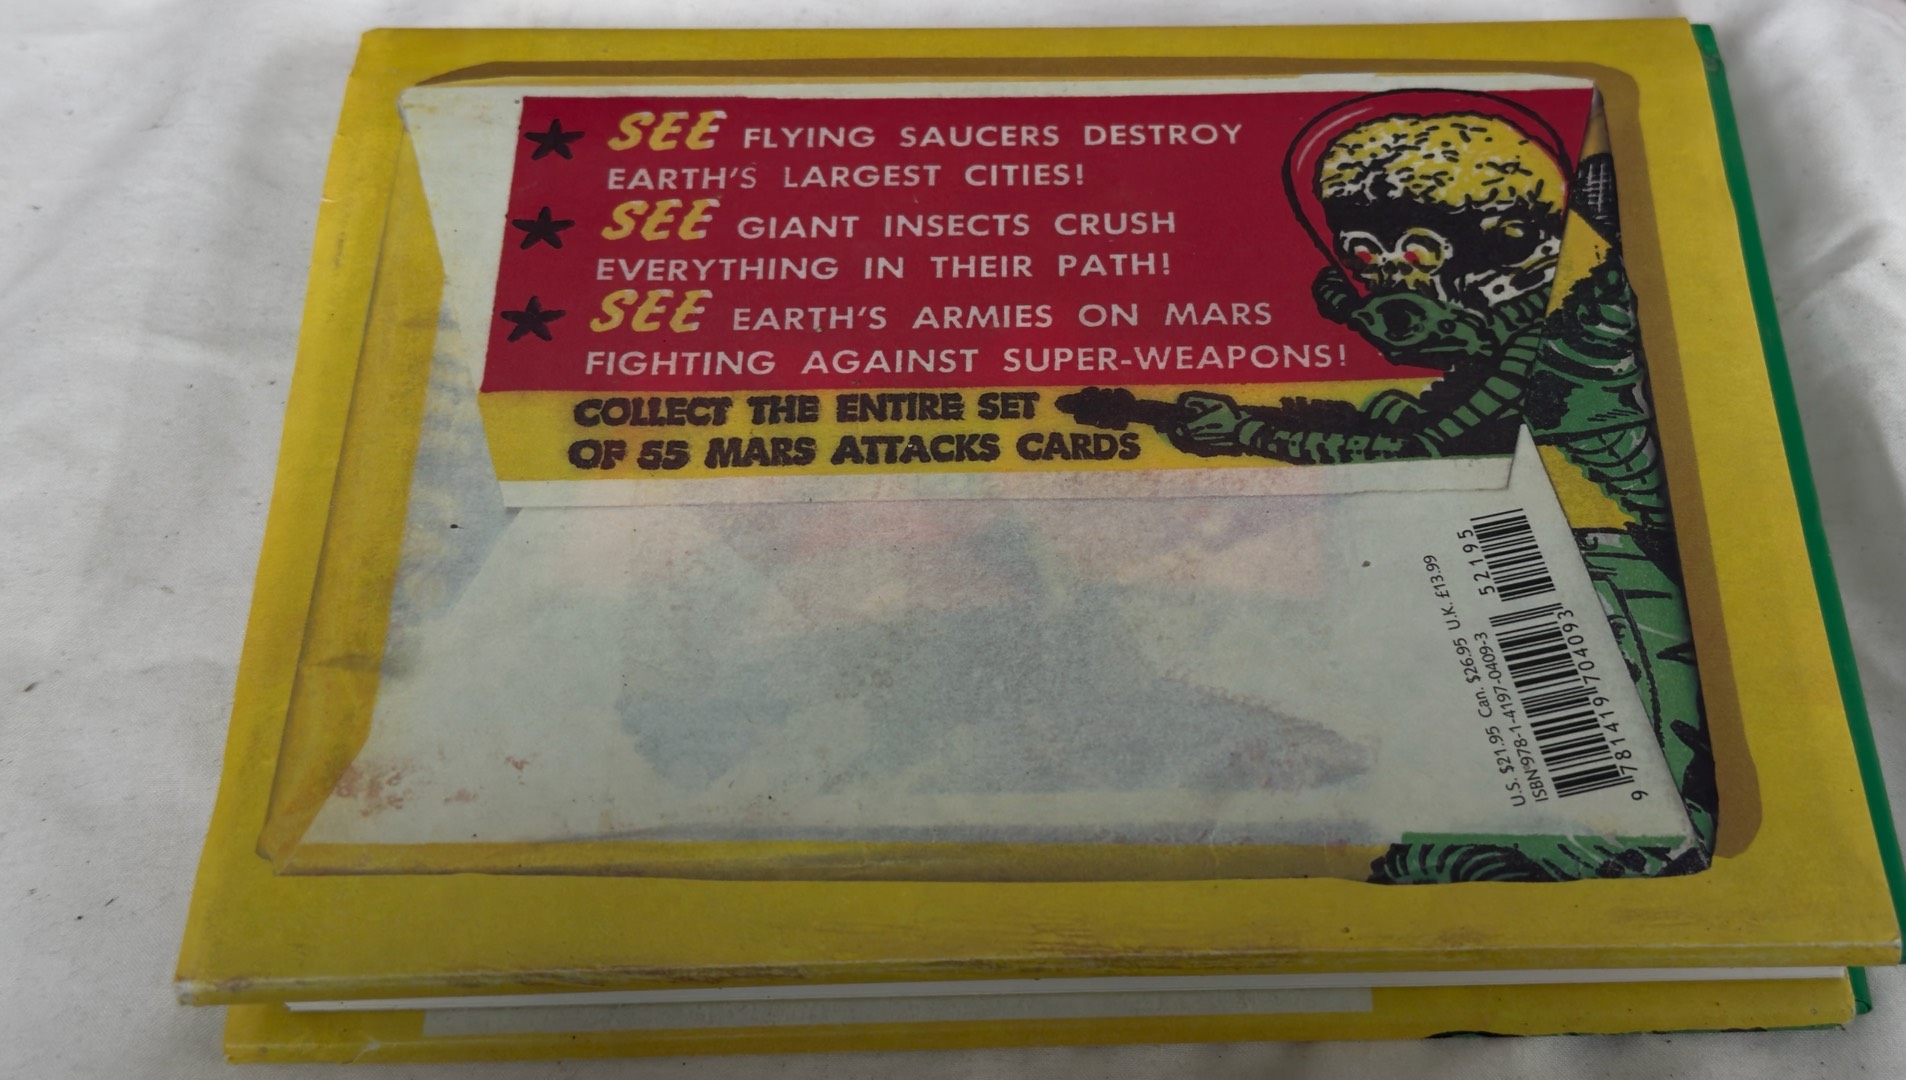 SEE FLYING SAUCERS DESTROY
EARTH'S LARGEST CITIES!
SEE GIANT INSECTS CRUSH
EVERYTHING IN THEIR PATH!
SEE EARTH'S ARMIES ON MARS
FIGHTING AGAINST SUPER-WEAPONS!
COLLECT THE ENTIRE SET
OF 55 MARS ATTACKS CARDS
U.S. $21.95 Can. $26.95 U.K. £13.99
ISBN 978-1-4197-0409-3
52195
9 781419 704093